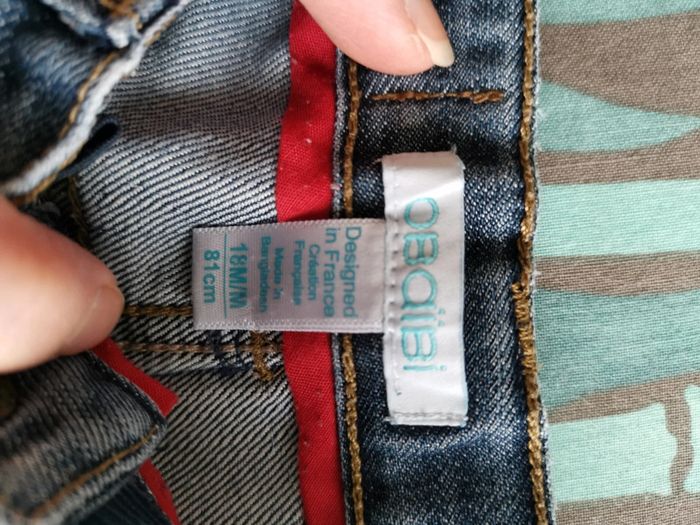 OBaïBi
Designed
in France
Création
Française
Made in
Bangladesh
18M/M
81cm